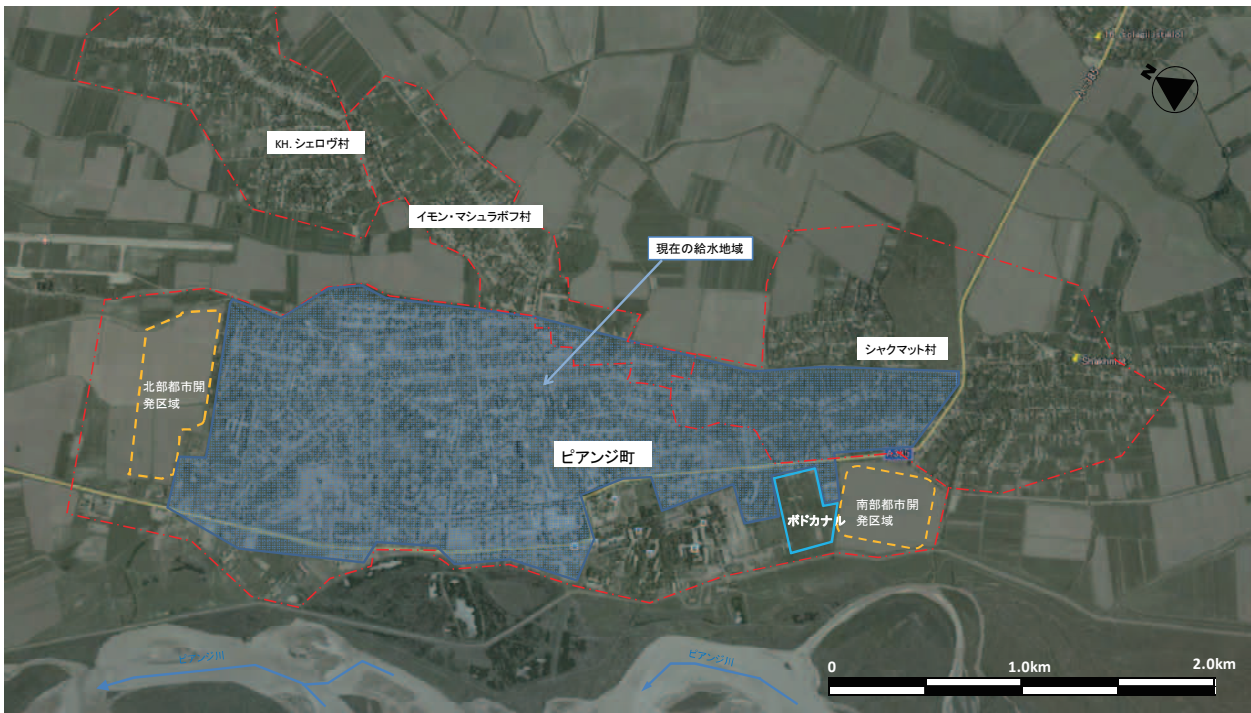 N
KH. シェロヴ村
イモン・マシュラボフ村
現在の給水地域
シャクマット村
Shakhmat
北部都市開
発区域
ピアンジ町
ボドカナル
南部都市開
発区域
ピアンジ川
ピアンジ川
0 1.0km 2.0km